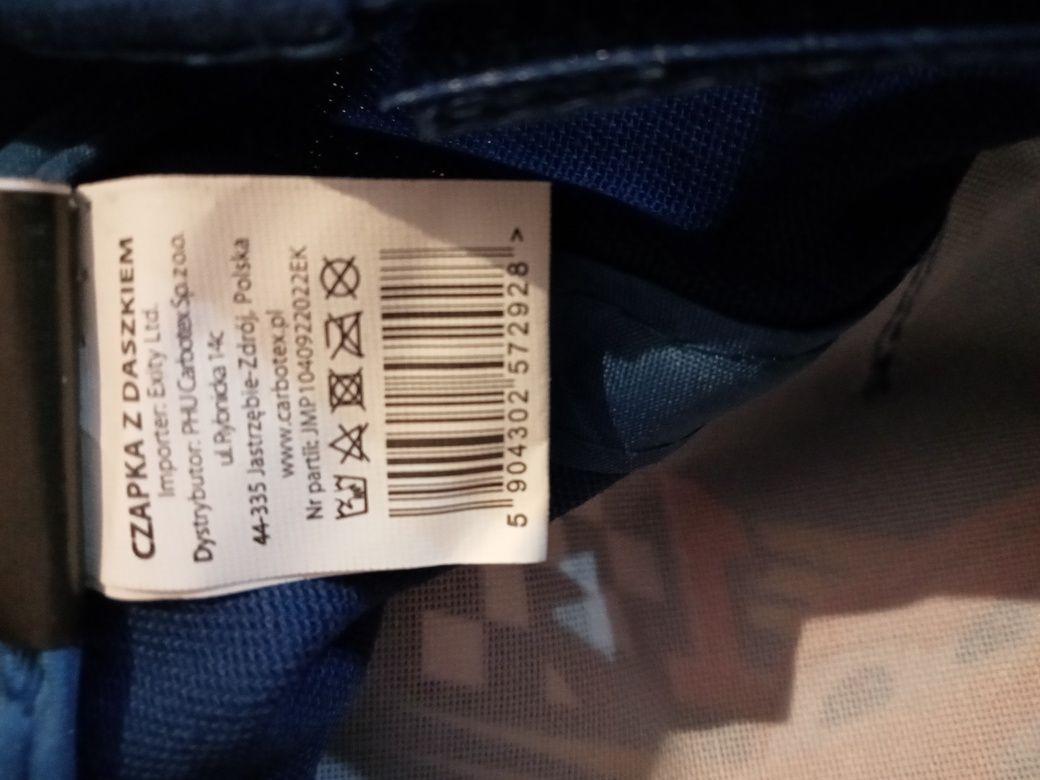 CZAPKA Z DASZKIEM
Importer: Exity Ltd.
Dystrybutor: PHU Carbotex Sp.zo.o.
ul.Rybnicka 14c
44-335 Jastrzębie-Zdrój, Polska
www.carbotex.pl
Nr partii: JMP1040922022EK
5 904302 572928 >